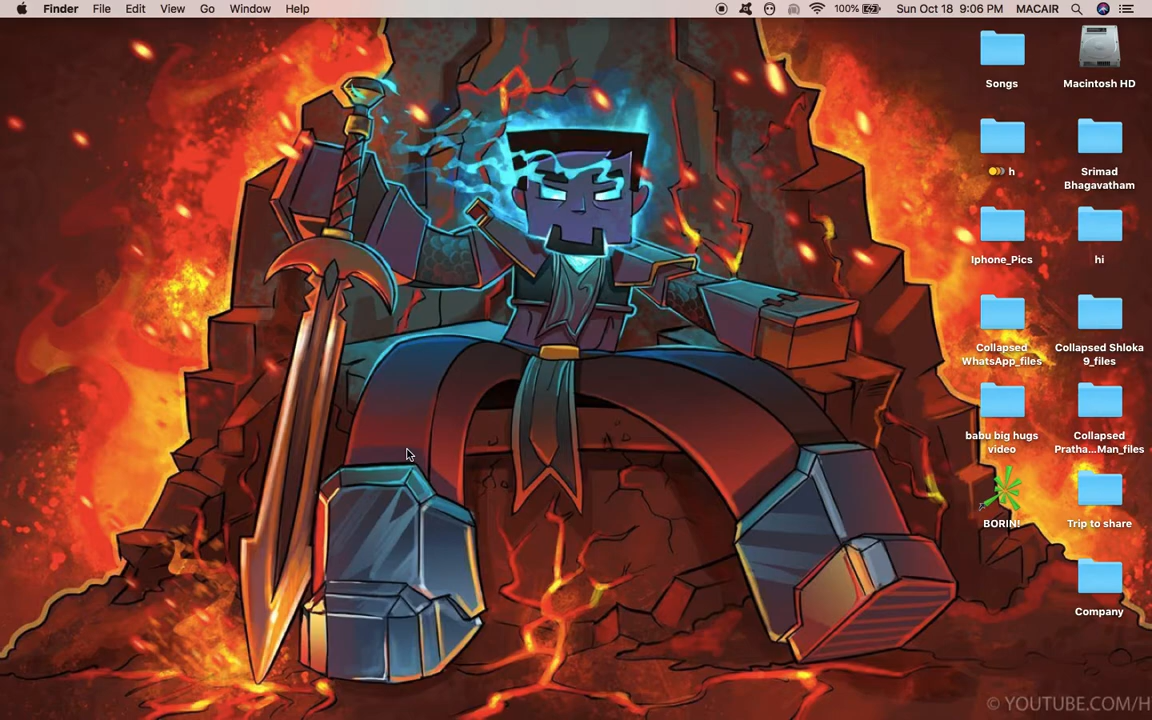 Finder File Edit View Go Window Help 100% Sun Oct 18 9:06 PM MACAIR
Songs
Macintosh HD
h
Srimad
Bhagavatham
Iphone_Pics
hi
Collapsed
WhatsApp_files
Collapsed Shloka
9_files
babu big hugs
video
Collapsed
Pratha...Man_files
BORIN!
Trip to share
Company
© YOUTUBE.COM/H